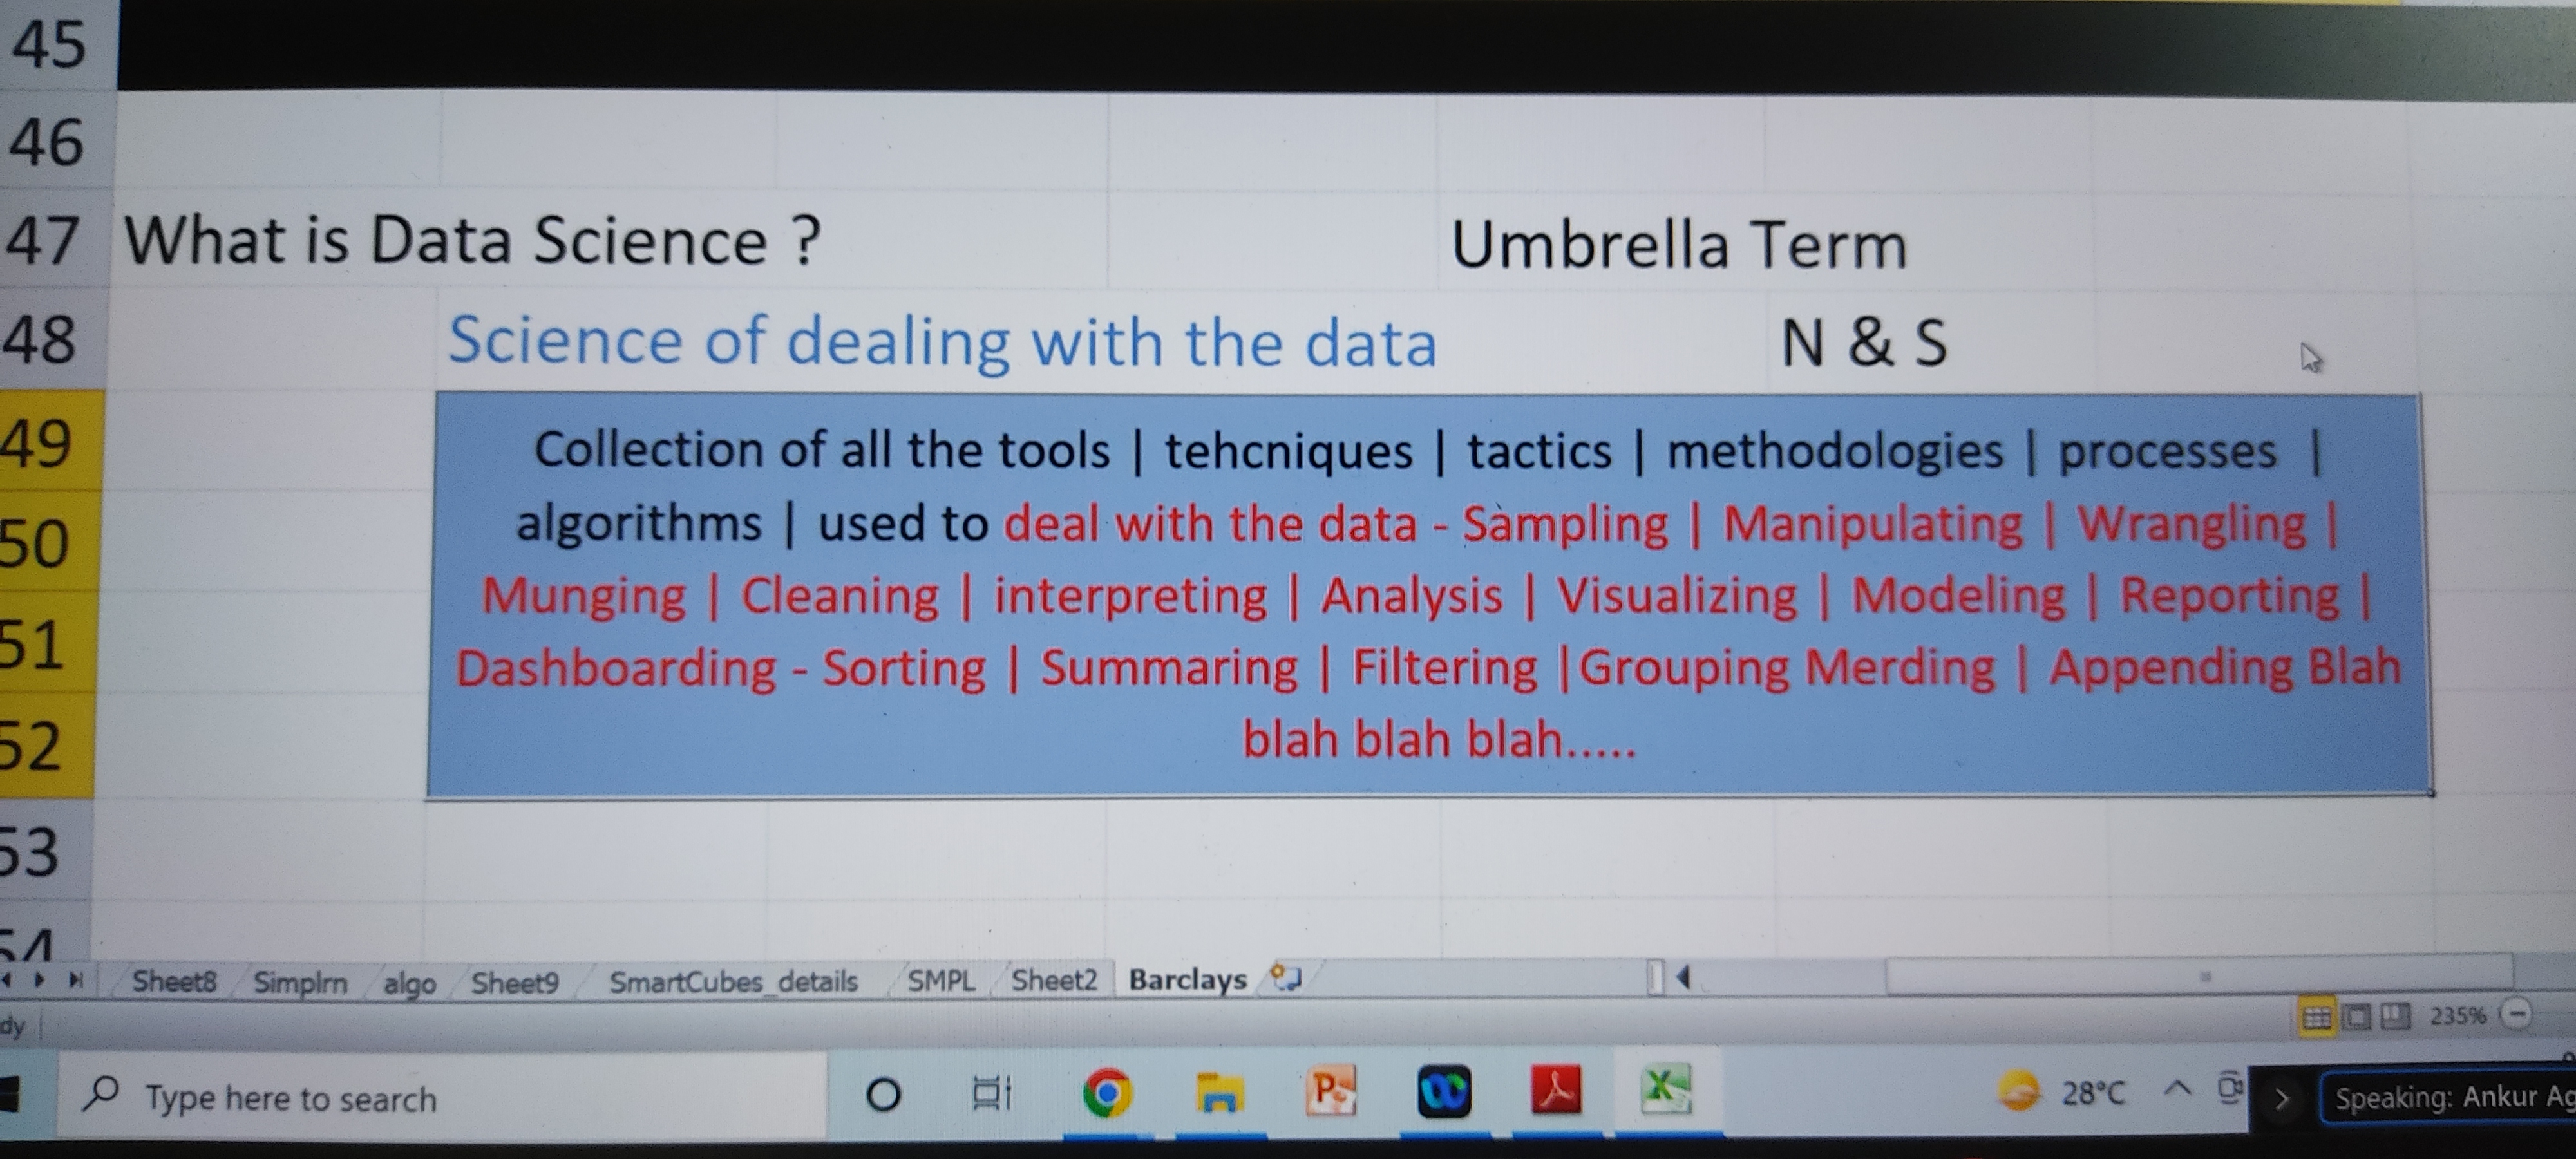 45
46
47 What is Data Science ? Umbrella Term
48 Science of dealing with the data N & S
49 Collection of all the tools | tehcniques | tactics | methodologies | processes |
50 algorithms | used to deal with the data - Sampling | Manipulating | Wrangling |
Munging | Cleaning | interpreting | Analysis | Visualizing | Modeling | Reporting |
51 Dashboarding - Sorting | Summaring | Filtering |Grouping Merding | Appending Blah
52 blah blah blah.....
53
54
Sheet8 Simplrn algo Sheet9 SmartCubes_details SMPL Sheet2 Barclays
dy 235%
Type here to search 28°C Speaking: Ankur Ag